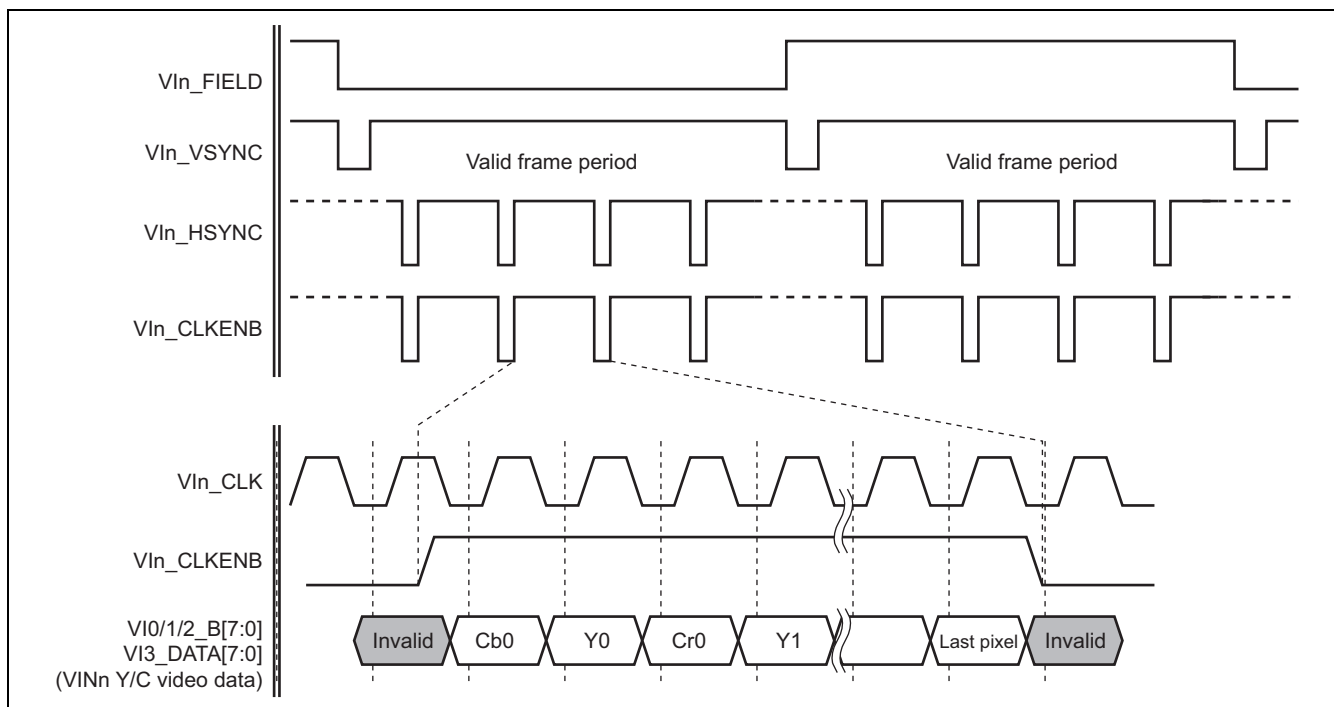 VIn_FIELD
VIn_VSYNC
Valid frame period
Valid frame period
VIn_HSYNC
VIn_CLKENB
VIn_CLK
VIn_CLKENB
VI0/1/2_B[7:0]
VI3_DATA[7:0]
(VINn Y/C video data)
Invalid
Cb0
Y0
Cr0
Y1
Last pixel
Invalid